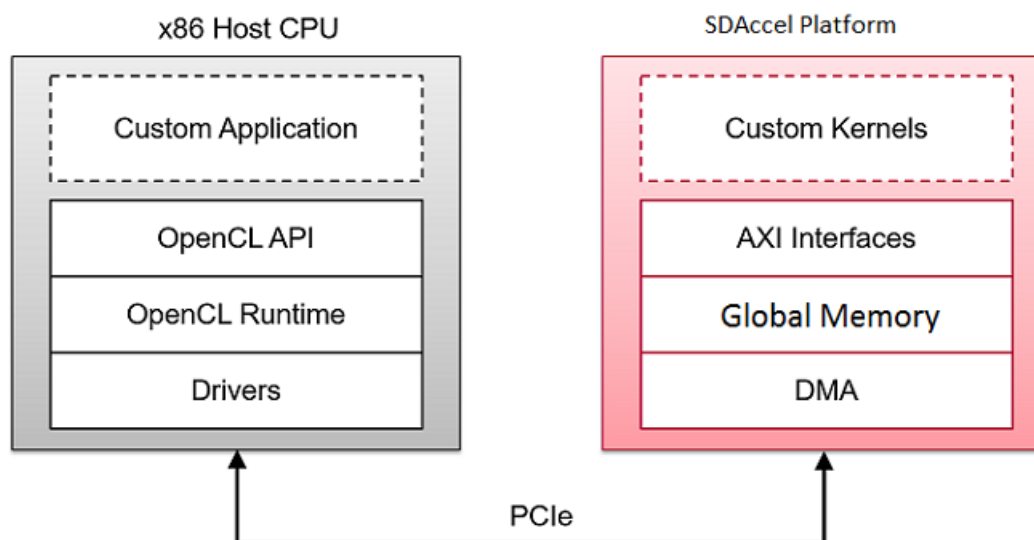 x86 Host CPU
Custom Application
OpenCL API
OpenCL Runtime
Drivers
SDAccel Platform
Custom Kernels
AXI Interfaces
Global Memory
DMA
PCIe